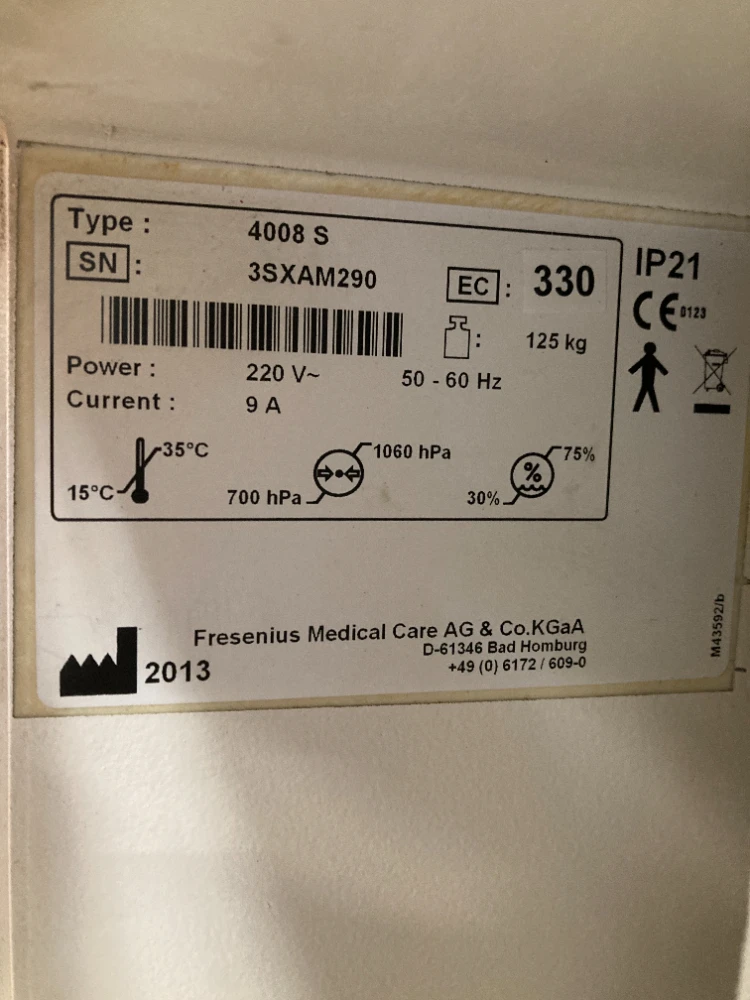 Type : 4008 S
SN : 3SXAM290
EC : 330
: 125 kg
Power : 220 V~ 50 - 60 Hz
Current : 9 A
35°C
15°C
1060 hPa
700 hPa
%
75%
30%
IP21
CE 0123
Fresenius Medical Care AG & Co.KGaA
D-61346 Bad Homburg
+49 (0) 6172 / 609-0
2013
M43592/b